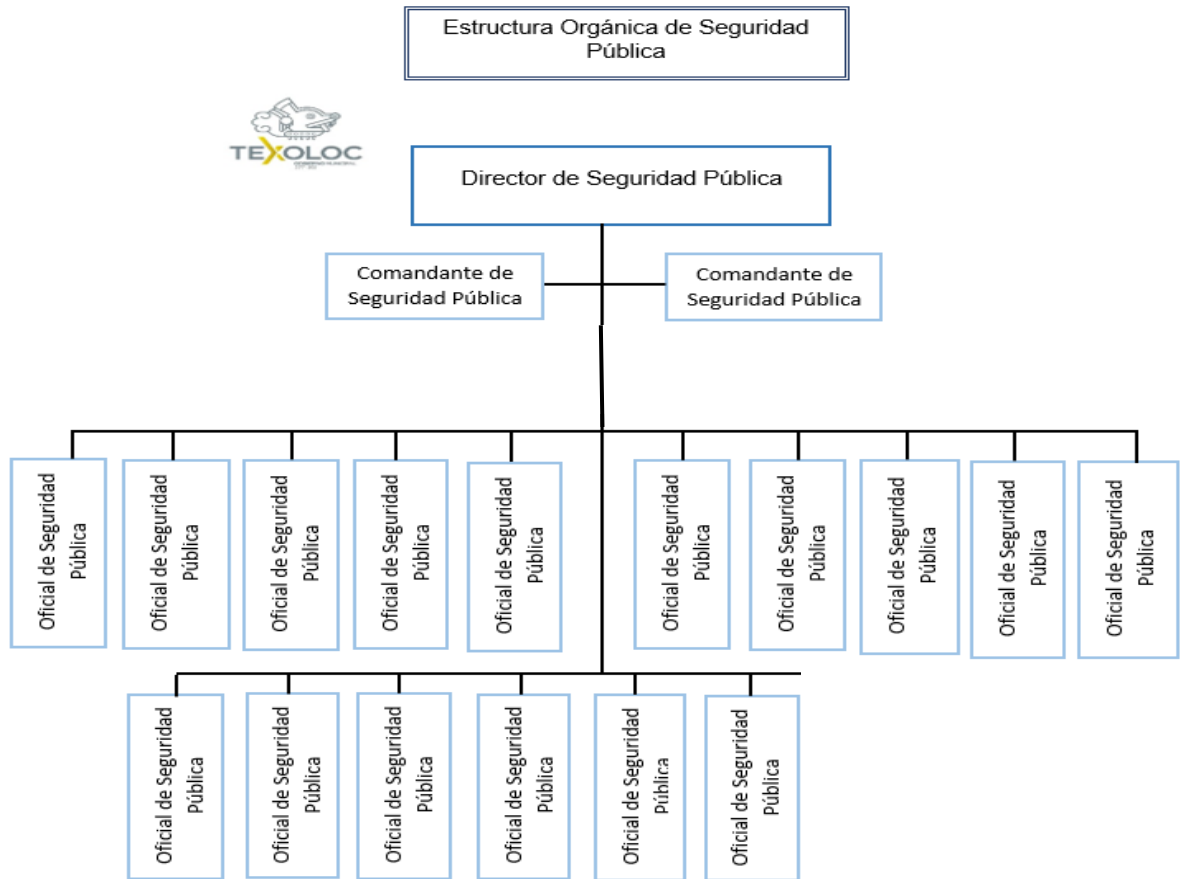 Estructura Orgánica de Seguridad
Pública
TEXOLOC
Director de Seguridad Pública
Comandante de
Seguridad Pública
Comandante de
Seguridad Pública
Oficial de Seguridad
Pública
Oficial de Seguridad
Pública
Oficial de Seguridad
Pública
Oficial de Seguridad
Pública
Oficial de Seguridad
Pública
Oficial de Seguridad
Pública
Oficial de Seguridad
Pública
Oficial de Seguridad
Pública
Oficial de Seguridad
Pública
Oficial de Seguridad
Pública
Oficial de Seguridad
Pública
Oficial de Seguridad
Pública
Oficial de Seguridad
Pública
Oficial de Seguridad
Pública
Oficial de Seguridad
Pública
Oficial de Seguridad
Pública